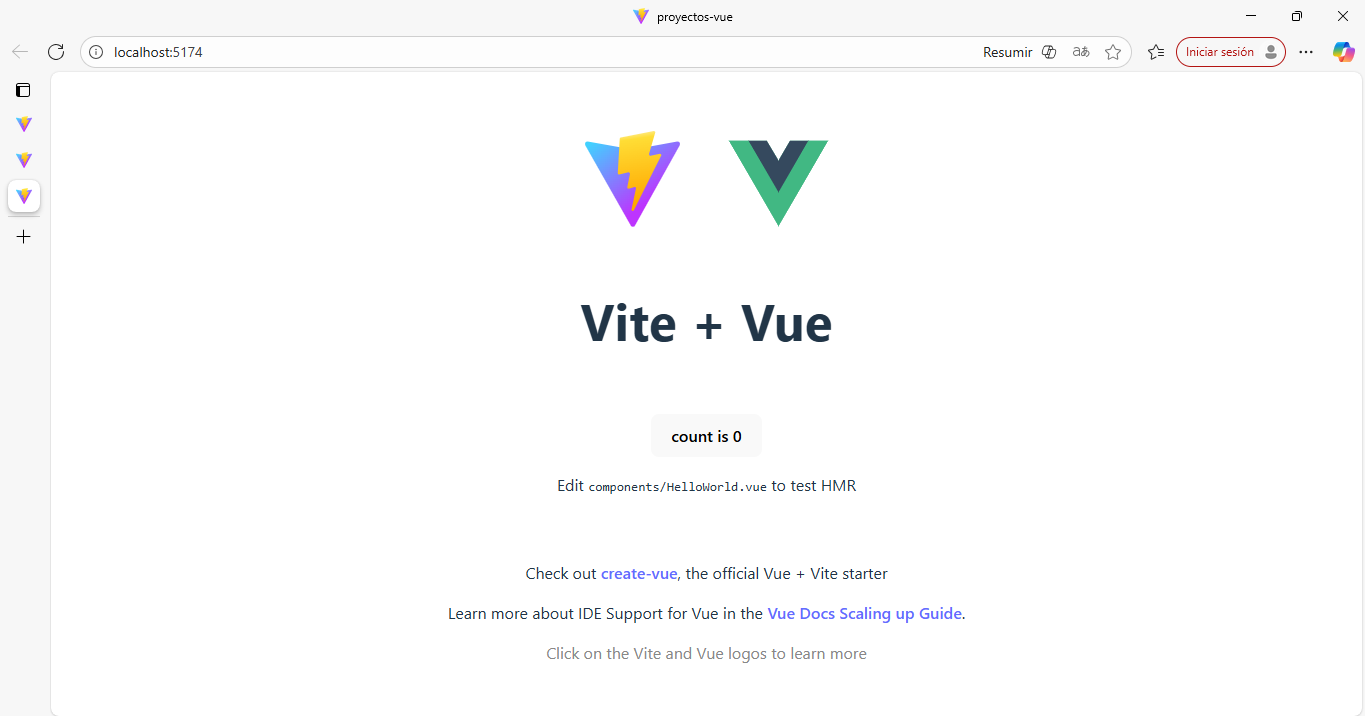 proyectos-vue
localhost:5174
Resumir
aあ
Iniciar sesión
Vite + Vue
count is 0
Edit components/HelloWorld.vue to test HMR
Check out create-vue, the official Vue + Vite starter
Learn more about IDE Support for Vue in the Vue Docs Scaling up Guide.
Click on the Vite and Vue logos to learn more